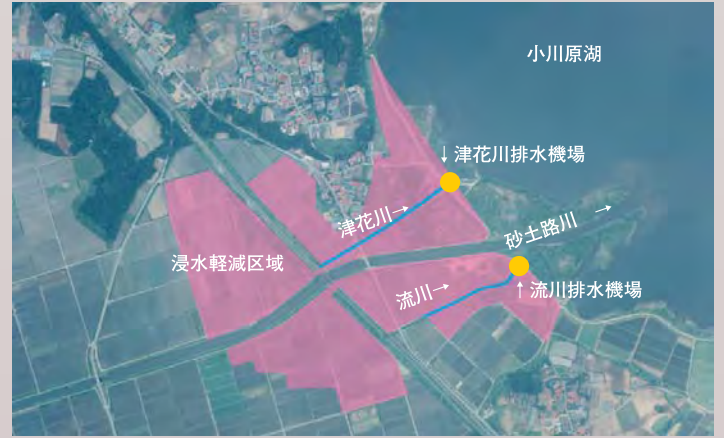 小川原湖
↓津花川排水機場
津花川→
砂土路川 →
浸水軽減区域
流川→
↑流川排水機場